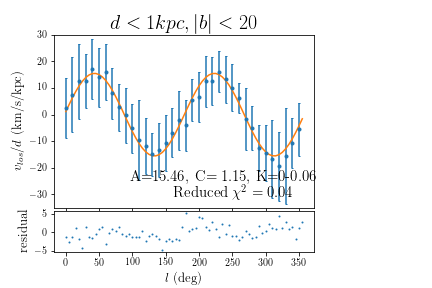 d < 1kpc, |b| < 20
30
20
10
0
−10
−20
−30
v_los/d (km/s/kpc)
A=15.46, C= 1.15, K=0-0.06
Reduced χ² = 0.04
5
0
−5
residual
0 50 100 150 200 250 300 350
l (deg)